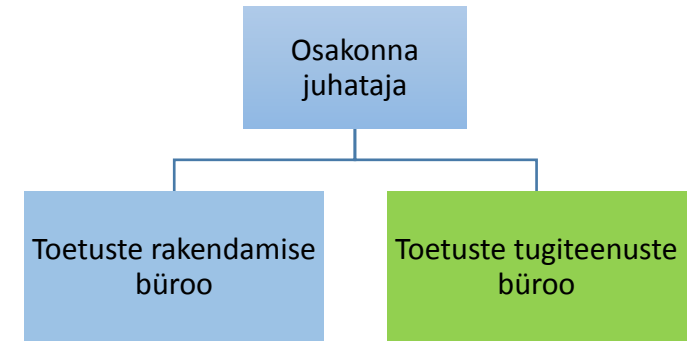 Osakonna
juhataja
Toetuste rakendamise
büroo
Toetuste tugiteenuste
büroo